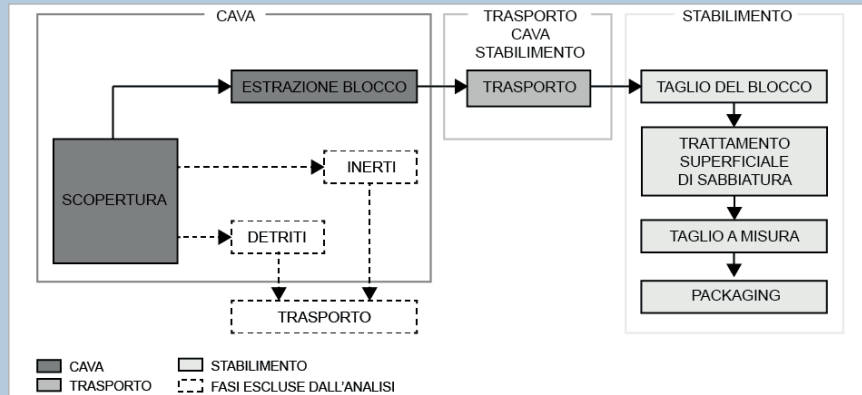 CAVA
TRASPORTO
CAVA
STABILIMENTO
STABILIMENTO
ESTRAZIONE BLOCCO
TRASPORTO
TAGLIO DEL BLOCCO
SCOPERTURA
INERTI
DETRITI
TRASPORTO
TRATTAMENTO
SUPERFICIALE
DI SABBIATURA
TAGLIO A MISURA
PACKAGING
CAVA
STABILIMENTO
TRASPORTO
FASI ESCLUSE DALL'ANALISI